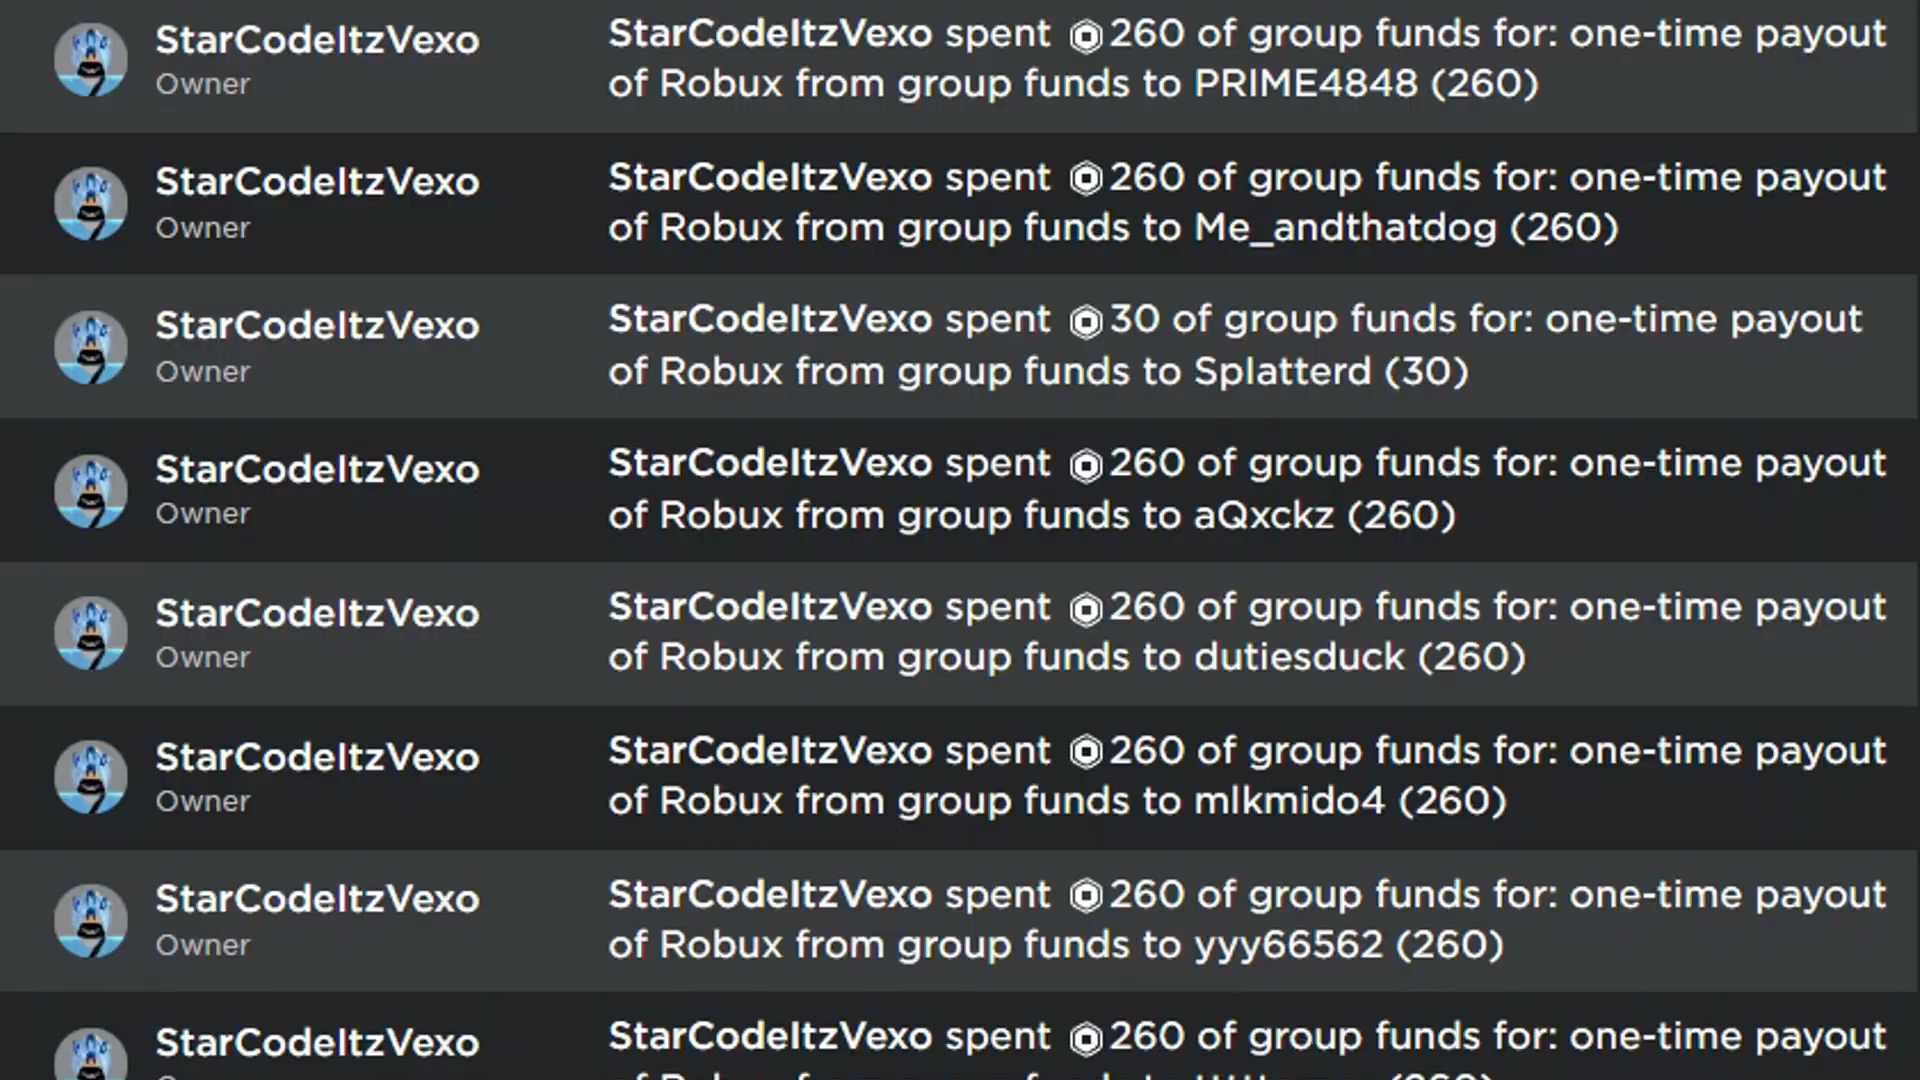 StarCodeItzVexo
Owner
StarCodeItzVexo spent 260 of group funds for: one-time payout
of Robux from group funds to PRIME4848 (260)
StarCodeItzVexo
Owner
StarCodeItzVexo spent 260 of group funds for: one-time payout
of Robux from group funds to Me_andthatdog (260)
StarCodeItzVexo
Owner
StarCodeItzVexo spent 30 of group funds for: one-time payout
of Robux from group funds to Splatterd (30)
StarCodeItzVexo
Owner
StarCodeItzVexo spent 260 of group funds for: one-time payout
of Robux from group funds to aQxckz (260)
StarCodeItzVexo
Owner
StarCodeItzVexo spent 260 of group funds for: one-time payout
of Robux from group funds to dutiesduck (260)
StarCodeItzVexo
Owner
StarCodeItzVexo spent 260 of group funds for: one-time payout
of Robux from group funds to mlkmido4 (260)
StarCodeItzVexo
Owner
StarCodeItzVexo spent 260 of group funds for: one-time payout
of Robux from group funds to yyy66562 (260)
StarCodeItzVexo
StarCodeItzVexo spent 260 of group funds for: one-time payout